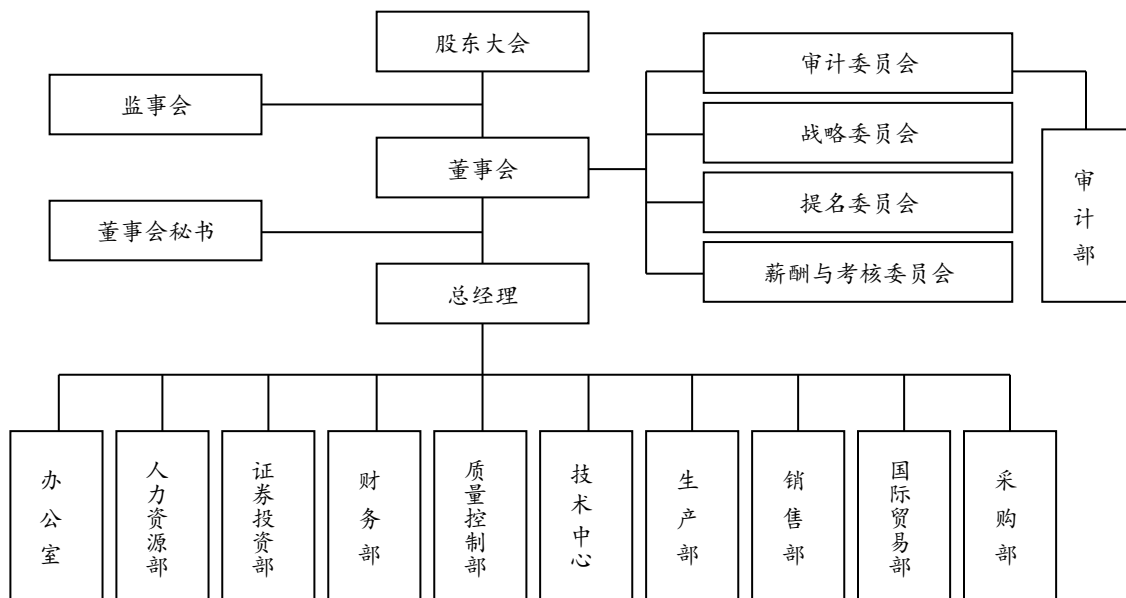 股东大会
审计委员会
监事会
战略委员会
董事会
审计部
提名委员会
董事会秘书
薪酬与考核委员会
总经理
办公室
人力资源部
证券投资部
财务部
质量控制部
技术中心
生产部
销售部
国际贸易部
采购部